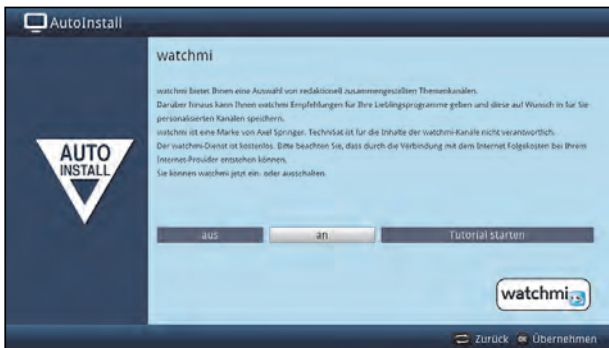 AutoInstall
watchmi
watchmi bietet Ihnen eine Auswahl von redaktionell zusammengestellten Themenkanälen.
Darüber hinaus kann Ihnen watchmi Empfehlungen für Ihre Lieblingsprogramme geben und diese auf Wunsch in für Sie
personalisierten Kanälen speichern.
watchmi ist eine Marke von Axel Springer. TechniSat ist für die Inhalte der watchmi-Kanäle nicht verantwortlich.
Der watchmi-Dienst ist kostenlos. Bitte beachten Sie, dass durch die Verbindung mit dem Internet Folgekosten bei Ihrem
Internet-Provider entstehen können.
Sie können watchmi jetzt ein- oder ausschalten.
AUTO
INSTALL
aus an Tutorial starten
watchmi
Zurück OK Übernehmen